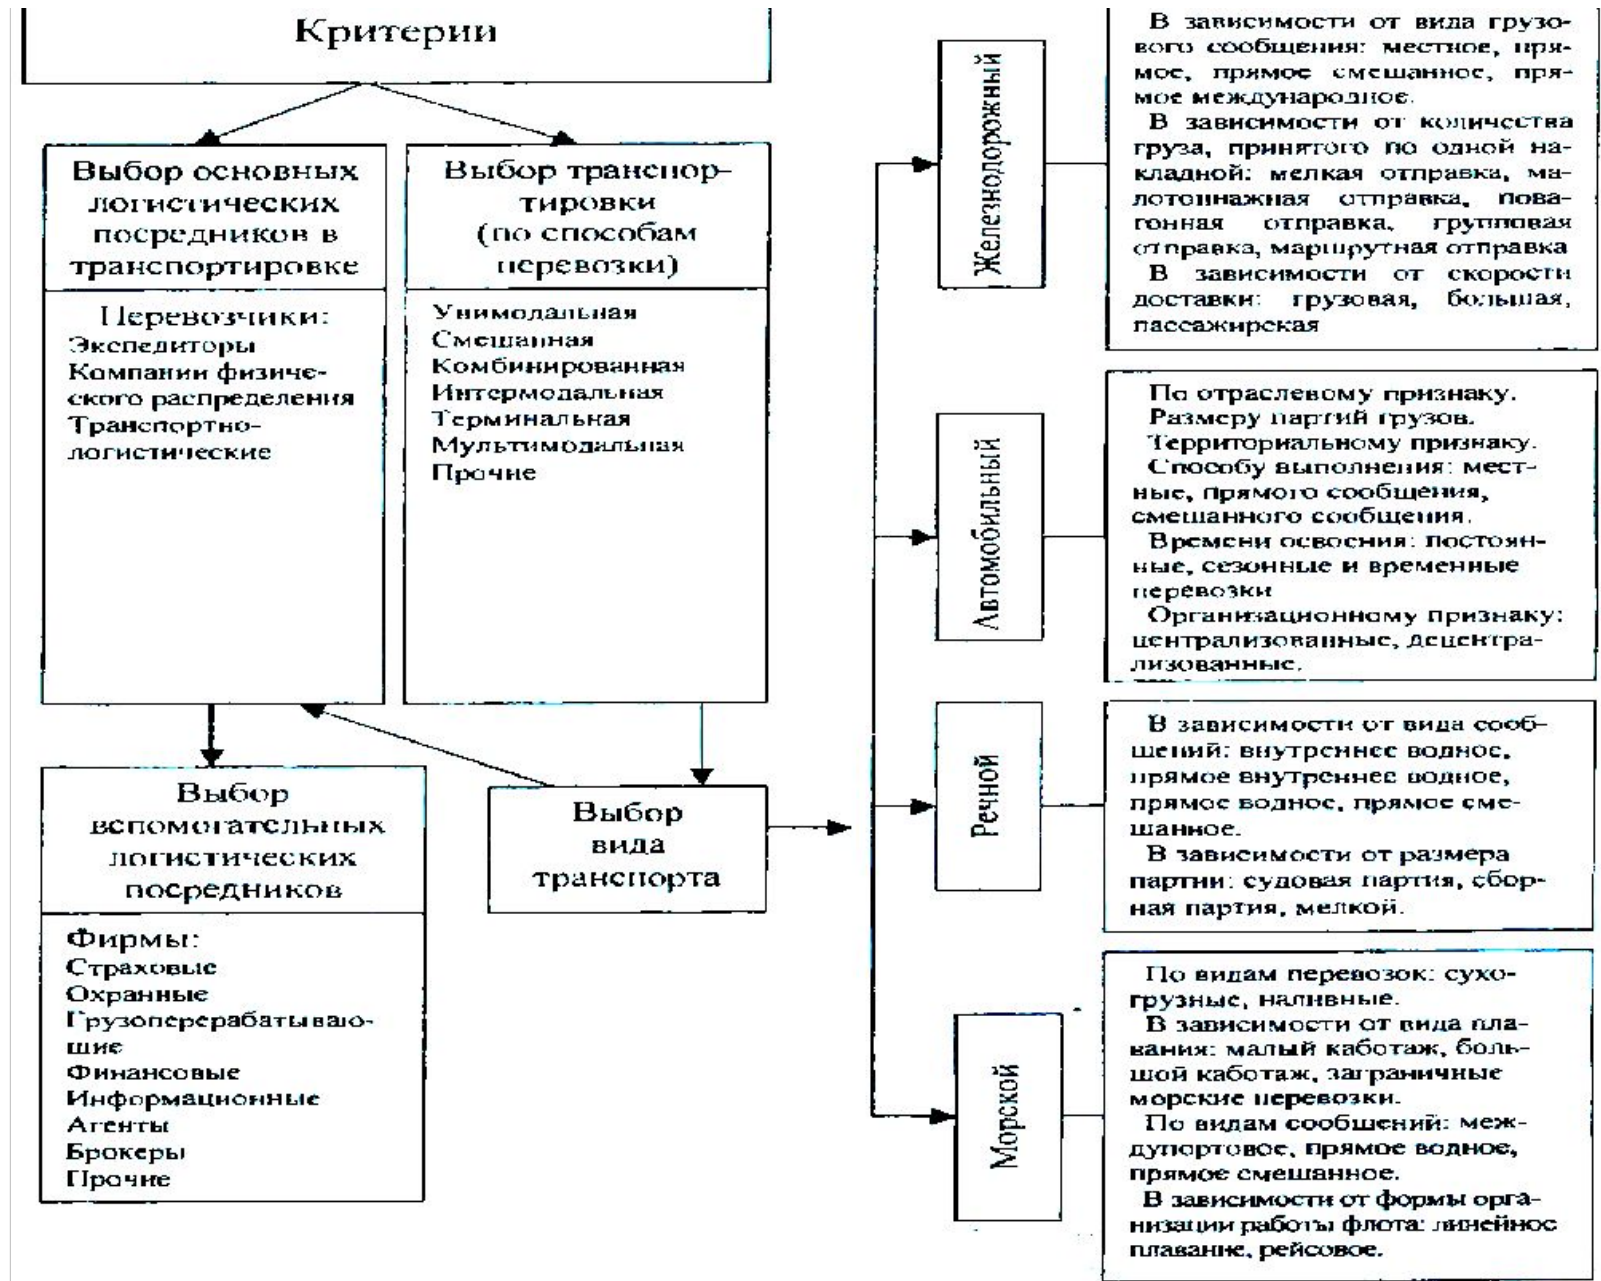 Критерии
Выбор основных
логистических
посредников в
транспортировке
Перевозчики:
Экспедиторы
Компании физиче-
ского распределения
Транспортно-
логистические
Выбор транспор-
тировки
(по способам
перевозки)
Унимодальная
Смешанная
Комбинированная
Интермодальная
Терминальная
Мультимодальная
Прочие
Выбор
вспомогательных
логистических
посредников
Фирмы:
Страховые
Охранные
Грузоперерабатываю-
щие
Финансовые
Информационные
Агенты
Брокеры
Прочие
Выбор
вида
транспорта
Железнодорожный
В зависимости от вида грузо-
вого сообщения: местное, пря-
мое, прямое смешанное, пря-
мое международное.
В зависимости от количества
груза, принятого по одной на-
кладной: мелкая отправка, ма-
лотоннажная отправка, пова-
гонная отправка, групповая
отправка, маршрутная отправка
В зависимости от скорости
доставки: грузовая, большая,
пассажирская
Автомобильный
По отраслевому признаку.
Размеру партий грузов.
Территориальному признаку.
Способу выполнения: мест-
ные, прямого сообщения,
смешанного сообщения.
Времени освоения: постоян-
ные, сезонные и временные
перевозки
Организационному признаку:
централизованные, децентра-
лизованные.
Речной
В зависимости от вида сооб-
щений: внутреннее водное,
прямое внутреннее водное,
прямое водное, прямое сме-
шанное.
В зависимости от размера
партии: судовая партия, сбор-
ная партия, мелкой.
Морской
По видам перевозок: сухо-
грузные, наливные.
В зависимости от вида пла-
вания: малый каботаж, боль-
шой каботаж, заграничные
морские перевозки.
По видам сообщений: меж-
дупортовое, прямое водное,
прямое смешанное.
В зависимости от формы орга-
низации работы флота: линейное
плавание, рейсовое.